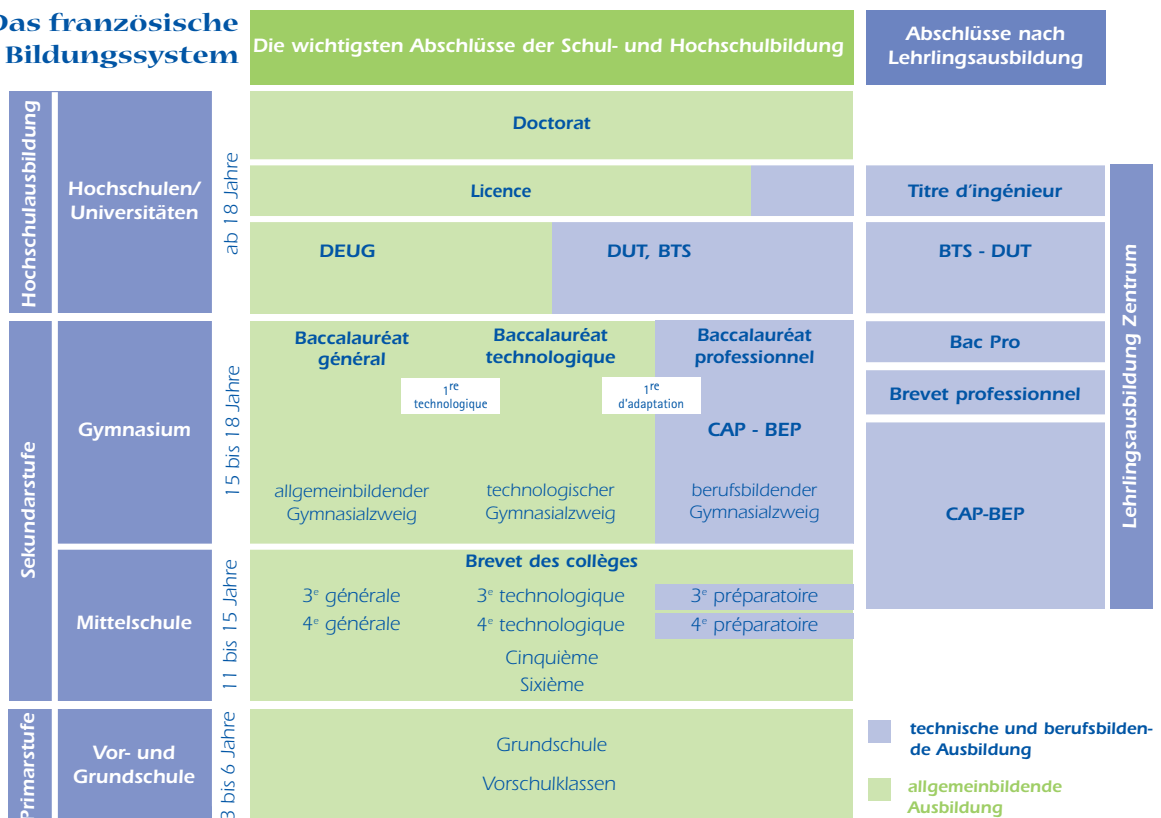 Das französische
Bildungssystem
Die wichtigsten Abschlüsse der Schul- und Hochschulbildung
Abschlüsse nach
Lehrlingsausbildung
Hochschulausbildung
Hochschulen/
Universitäten
ab 18 Jahre
Doctorat
Licence
Titre d'ingénieur
DEUG
DUT, BTS
BTS - DUT
Lehrlingsausbildung Zentrum
Sekundarstufe
Gymnasium
15 bis 18 Jahre
Baccalauréat
général
Baccalauréat
technologique
Baccalauréat
professionnel
1re
technologique
1re
d'adaptation
CAP - BEP
allgemeinbildender
Gymnasialzweig
technologischer
Gymnasialzweig
berufsbildender
Gymnasialzweig
Bac Pro
Brevet professionnel
CAP-BEP
Mittelschule
11 bis 15 Jahre
Brevet des collèges
3e générale
3e technologique
3e préparatoire
4e générale
4e technologique
4e préparatoire
Cinquième
Sixième
Primarstufe
Vor- und
Grundschule
3 bis 6 Jahre
Grundschule
Vorschulklassen
technische und berufsbilden-
de Ausbildung
allgemeinbildende
Ausbildung